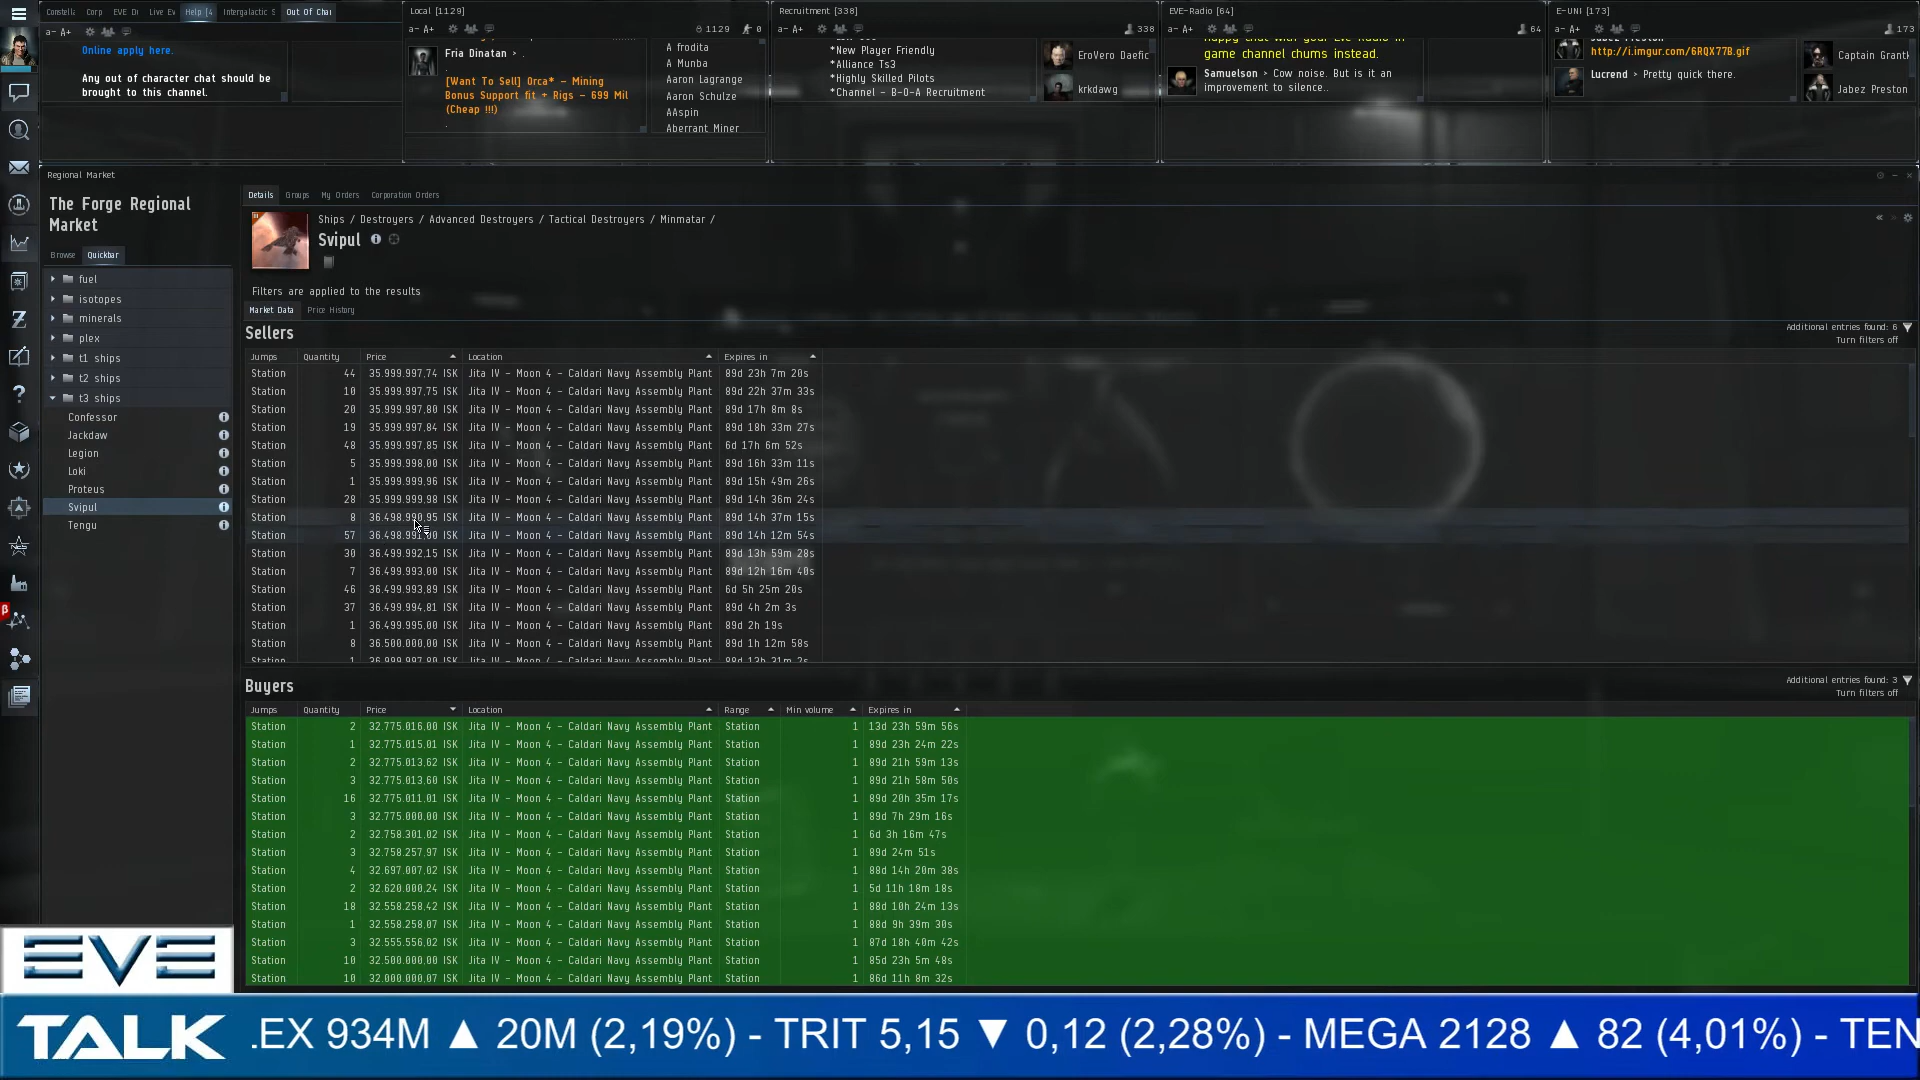 Constella Corp EVE Di Live Ev Help [4 Intergalactic S Out Of Char
a- A+
Online apply here.
Any out of character chat should be
brought to this channel.
Local [1129]
a- A+ 1129 0
Fria Dinatan >
.
[Want To Sell] Orca* - Mining
Bonus Support fit + Rigs - 699 Mil
(Cheap !!!)
.
A frodita
A Munba
Aaron Lagrange
Aaron Schulze
AAspin
Aberrant Miner
Recruitment [338]
a- A+ 338
*New Player Friendly
*Alliance Ts3
*Highly Skilled Pilots
*Channel - B-O-A Recruitment
EroVero Daefic
krkdawg
EVE-Radio [64]
a- A+ 64
game channel chums instead.
Samuelson > Cow noise. But is it an
improvement to silence..
E-UNI [173]
a- A+ 173
http://i.imgur.com/6RQX77B.gif
Lucrend > Pretty quick there.
Captain Grantk
Jabez Preston
Regional Market
The Forge Regional
Market
Browse Quickbar
fuel
isotopes
minerals
plex
t1 ships
t2 ships
t3 ships
Confessor
Jackdaw
Legion
Loki
Proteus
Svipul
Tengu
β
Details Groups My Orders Corporation Orders
Ships / Destroyers / Advanced Destroyers / Tactical Destroyers / Minmatar /
Svipul
Filters are applied to the results
Market Data Price History
Sellers
Additional entries found: 6
Turn filters off
Jumps Quantity Price Location Expires in
Station 44 35.999.997,74 ISK Jita IV - Moon 4 - Caldari Navy Assembly Plant 89d 23h 7m 20s
Station 10 35.999.997,75 ISK Jita IV - Moon 4 - Caldari Navy Assembly Plant 89d 22h 37m 33s
Station 20 35.999.997,80 ISK Jita IV - Moon 4 - Caldari Navy Assembly Plant 89d 17h 8m 8s
Station 19 35.999.997,84 ISK Jita IV - Moon 4 - Caldari Navy Assembly Plant 89d 18h 33m 27s
Station 48 35.999.997,85 ISK Jita IV - Moon 4 - Caldari Navy Assembly Plant 6d 17h 6m 52s
Station 5 35.999.998,00 ISK Jita IV - Moon 4 - Caldari Navy Assembly Plant 89d 16h 33m 11s
Station 1 35.999.999,96 ISK Jita IV - Moon 4 - Caldari Navy Assembly Plant 89d 15h 49m 26s
Station 28 35.999.999,98 ISK Jita IV - Moon 4 - Caldari Navy Assembly Plant 89d 14h 36m 24s
Station 8 36.498.990,95 ISK Jita IV - Moon 4 - Caldari Navy Assembly Plant 89d 14h 37m 15s
Station 57 ISK Jita IV - Moon 4 - Caldari Navy Assembly Plant 89d 14h 12m 54s
Station 30 36.499.992,15 ISK Jita IV - Moon 4 - Caldari Navy Assembly Plant 89d 13h 59m 28s
Station 7 36.499.993,00 ISK Jita IV - Moon 4 - Caldari Navy Assembly Plant 89d 12h 16m 40s
Station 46 36.499.993,89 ISK Jita IV - Moon 4 - Caldari Navy Assembly Plant 6d 5h 25m 20s
Station 37 36.499.994,81 ISK Jita IV - Moon 4 - Caldari Navy Assembly Plant 89d 4h 2m 3s
Station 1 36.499.995,00 ISK Jita IV - Moon 4 - Caldari Navy Assembly Plant 89d 2h 19s
Station 8 36.500.000,00 ISK Jita IV - Moon 4 - Caldari Navy Assembly Plant 89d 1h 12m 58s
Buyers
Additional entries found: 3
Turn filters off
Jumps Quantity Price Location Range Min volume Expires in
Station 2 32.775.016,00 ISK Jita IV - Moon 4 - Caldari Navy Assembly Plant Station 1 13d 23h 59m 56s
Station 1 32.775.015,01 ISK Jita IV - Moon 4 - Caldari Navy Assembly Plant Station 1 89d 23h 24m 22s
Station 2 32.775.013,62 ISK Jita IV - Moon 4 - Caldari Navy Assembly Plant Station 1 89d 21h 59m 13s
Station 3 32.775.013,60 ISK Jita IV - Moon 4 - Caldari Navy Assembly Plant Station 1 89d 21h 58m 50s
Station 16 32.775.011,01 ISK Jita IV - Moon 4 - Caldari Navy Assembly Plant Station 1 89d 20h 35m 17s
Station 3 32.775.000,00 ISK Jita IV - Moon 4 - Caldari Navy Assembly Plant Station 1 89d 7h 29m 16s
Station 2 32.758.301,02 ISK Jita IV - Moon 4 - Caldari Navy Assembly Plant Station 1 6d 3h 16m 47s
Station 3 32.758.257,97 ISK Jita IV - Moon 4 - Caldari Navy Assembly Plant Station 1 89d 24m 51s
Station 4 32.697.007,02 ISK Jita IV - Moon 4 - Caldari Navy Assembly Plant Station 1 88d 14h 20m 38s
Station 2 32.620.000,24 ISK Jita IV - Moon 4 - Caldari Navy Assembly Plant Station 1 5d 11h 18m 18s
Station 18 32.558.258,42 ISK Jita IV - Moon 4 - Caldari Navy Assembly Plant Station 1 88d 10h 24m 13s
Station 1 32.558.258,07 ISK Jita IV - Moon 4 - Caldari Navy Assembly Plant Station 1 88d 9h 39m 30s
Station 3 32.555.556,02 ISK Jita IV - Moon 4 - Caldari Navy Assembly Plant Station 1 87d 18h 40m 42s
Station 10 32.500.000,00 ISK Jita IV - Moon 4 - Caldari Navy Assembly Plant Station 1 85d 23h 5m 48s
Station 10 32.000.000,07 ISK Jita IV - Moon 4 - Caldari Navy Assembly Plant Station 1 86d 11h 8m 32s
EVE
TALK
.EX 934M ▲ 20M (2,19%) - TRIT 5,15 ▼ 0,12 (2,28%) - MEGA 2128 ▲ 82 (4,01%) - TEN